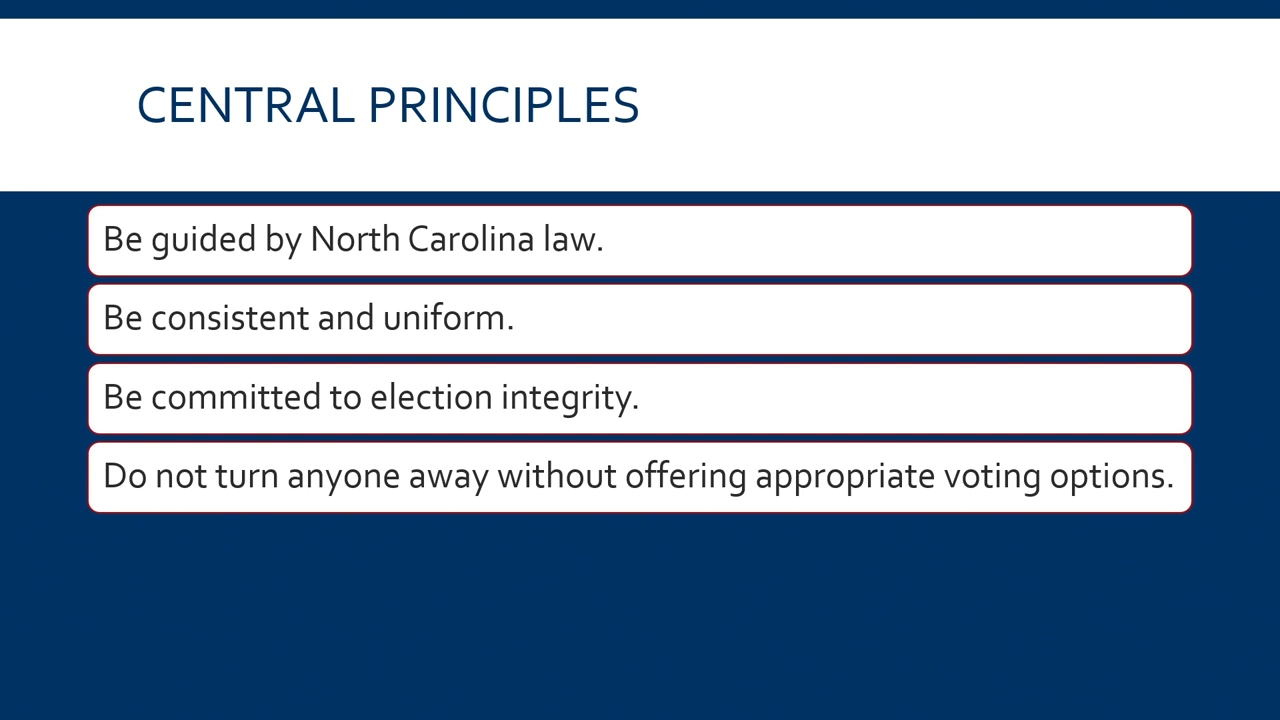 CENTRAL PRINCIPLES
Be guided by North Carolina law.
Be consistent and uniform.
Be committed to election integrity.
Do not turn anyone away without offering appropriate voting options.